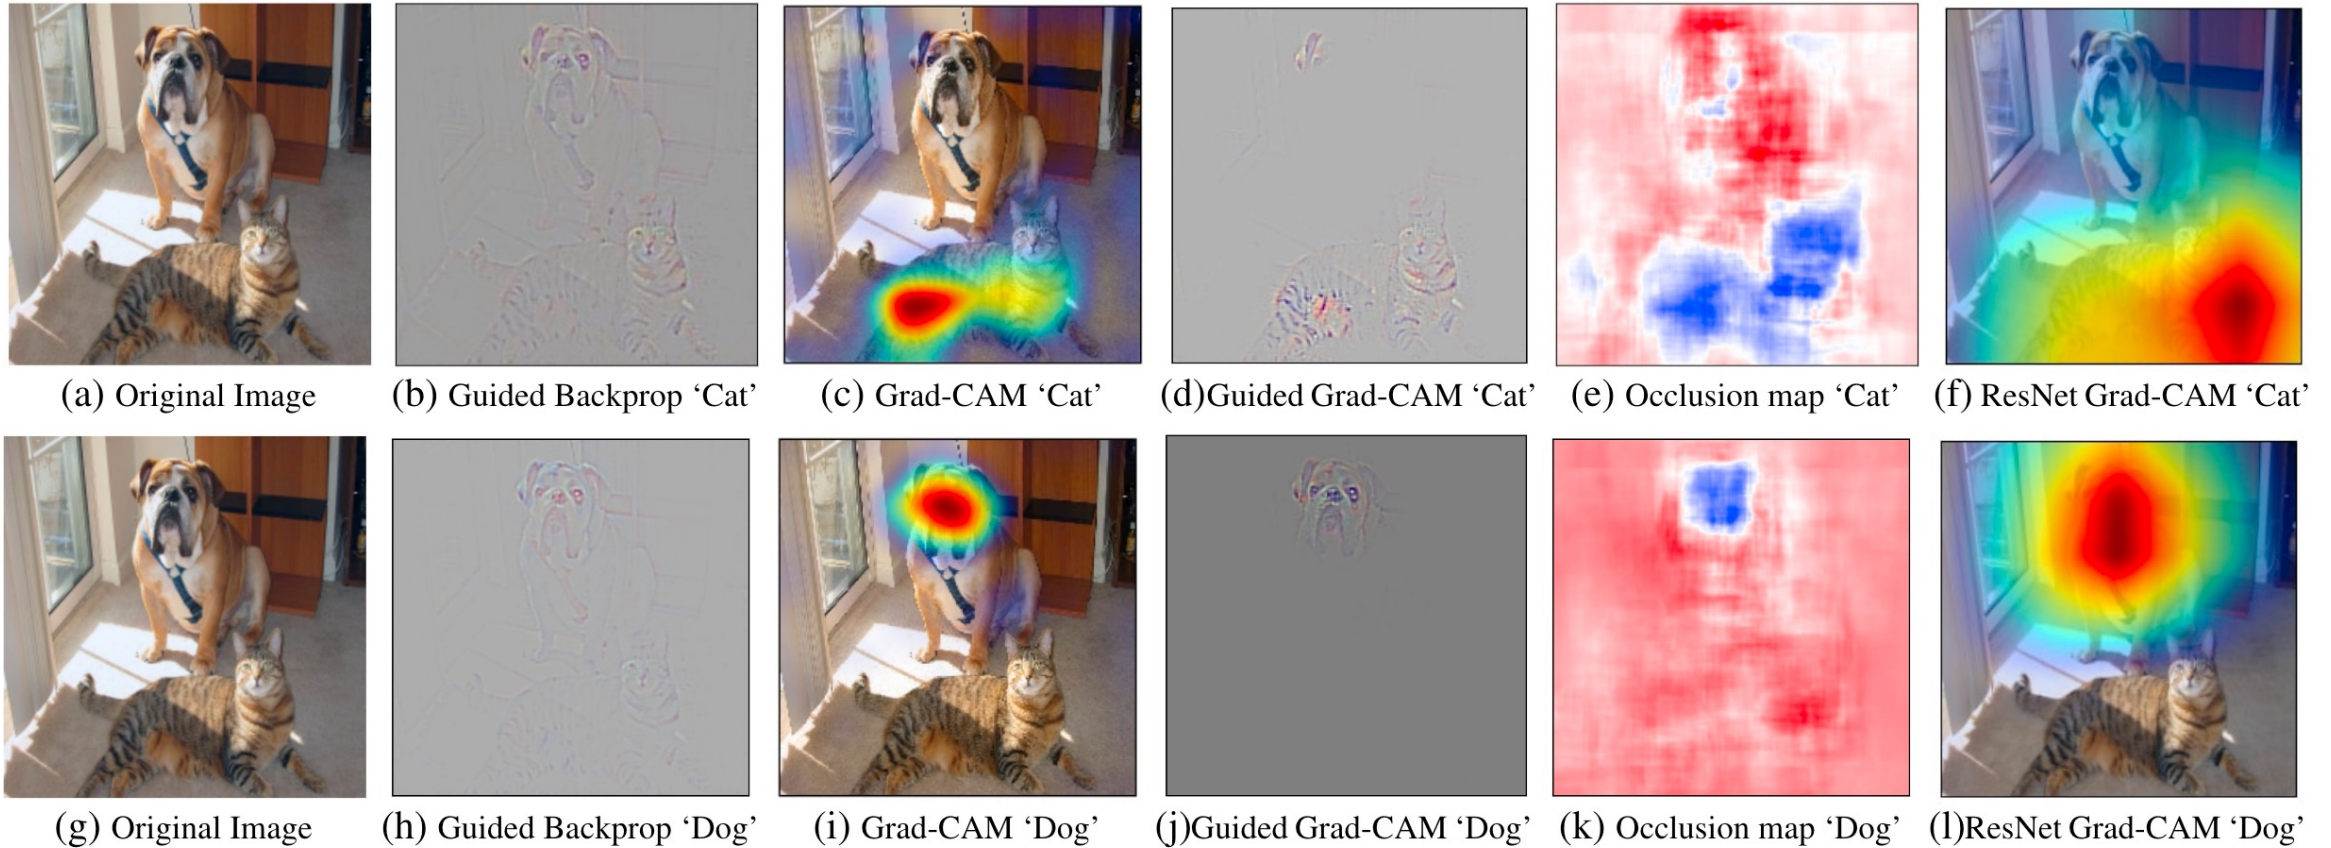 (a) Original Image
(b) Guided Backprop ‘Cat’
(c) Grad-CAM ‘Cat’
(d)Guided Grad-CAM ‘Cat’
(e) Occlusion map ‘Cat’
(f) ResNet Grad-CAM ‘Cat’
(g) Original Image
(h) Guided Backprop ‘Dog’
(i) Grad-CAM ‘Dog’
(j)Guided Grad-CAM ‘Dog’
(k) Occlusion map ‘Dog’
(l)ResNet Grad-CAM ‘Dog’